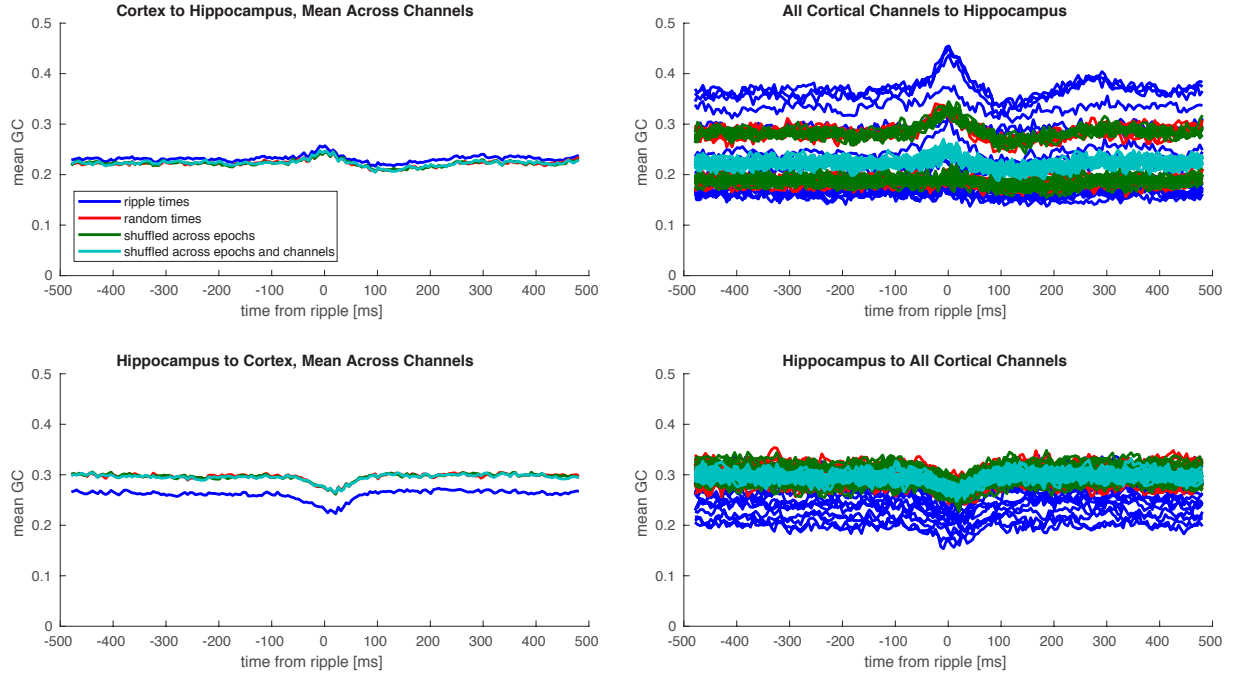 Cortex to Hippocampus, Mean Across Channels
0.5
0.4
0.3
0.2
0.1
0
mean GC
ripple times
random times
shuffled across epochs
shuffled across epochs and channels
-500 -400 -300 -200 -100 0 100 200 300 400 500
time from ripple [ms]
All Cortical Channels to Hippocampus
0.5
0.4
0.3
0.2
0.1
0
mean GC
-500 -400 -300 -200 -100 0 100 200 300 400 500
time from ripple [ms]
Hippocampus to Cortex, Mean Across Channels
0.5
0.4
0.3
0.2
0.1
0
mean GC
-500 -400 -300 -200 -100 0 100 200 300 400 500
time from ripple [ms]
Hippocampus to All Cortical Channels
0.5
0.4
0.3
0.2
0.1
0
mean GC
-500 -400 -300 -200 -100 0 100 200 300 400 500
time from ripple [ms]